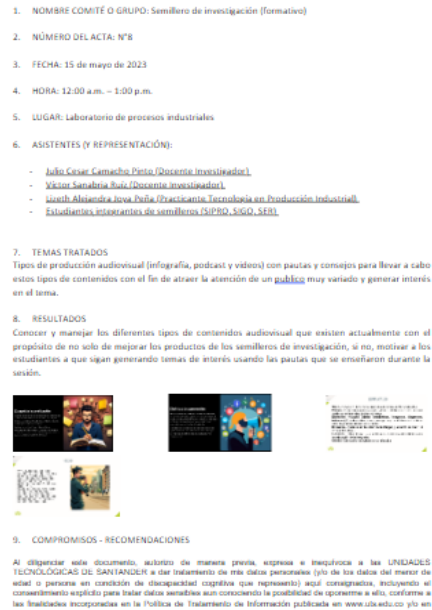 1. NOMBRE COMITÉ O GRUPO: Semillero de investigación (formativo)
2. NÚMERO DEL ACTA: N°8
3. FECHA: 15 de mayo de 2023
4. HORA: 12:00 a.m. – 1:00 p.m.
5. LUGAR: Laboratorio de procesos industriales
6. ASISTENTES (Y REPRESENTACIÓN):
- Julio Cesar Camacho Pinto (Docente Investigador)
- Víctor Sanabria Ruiz (Docente Investigador)
- Lizeth Alejandra Joya Peña (Practicante Tecnología en Producción Industrial)
- Estudiantes integrantes de semilleros (SIPRO, SIGO, SER)
7. TEMAS TRATADOS
Tipos de producción audiovisual (infografía, podcast y videos) con pautas y consejos para llevar a cabo
estos tipos de contenidos con el fin de atraer la atención de un publico muy variado y generar interés
en el tema.
8. RESULTADOS
Conocer y manejar los diferentes tipos de contenidos audiovisual que existen actualmente con el
propósito de no solo de mejorar los productos de los semilleros de investigación, si no, motivar a los
estudiantes a que sigan generando temas de interés usando las pautas que se enseñaron durante la
sesión.
9. COMPROMISOS - RECOMENDACIONES
Al diligenciar este documento, autorizo de manera previa, expresa e inequívoca a las UNIDADES
TECNOLÓGICAS DE SANTANDER a dar tratamiento de mis datos personales (y/o de los datos del menor de
edad o persona en condición de discapacidad cognitiva que represento) aquí consignados, incluyendo el
consentimiento explícito para tratar datos sensibles aun conociendo la posibilidad de oponerme a ello, conforme a
las finalidades incorporadas en la Política de Tratamiento de Información publicada en www.uts.edu.co y/o en